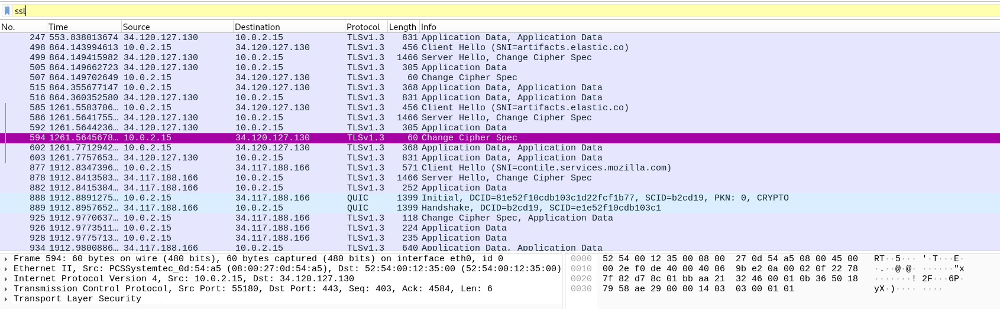 ssl
No. Time Source Destination Protocol Length Info
247 553.838013674 34.120.127.130 10.0.2.15 TLSv1.3 831 Application Data, Application Data
498 864.143994613 10.0.2.15 34.120.127.130 TLSv1.3 456 Client Hello (SNI=artifacts.elastic.co)
499 864.149415982 34.120.127.130 10.0.2.15 TLSv1.3 1466 Server Hello, Change Cipher Spec
505 864.149662723 34.120.127.130 10.0.2.15 TLSv1.3 305 Application Data
507 864.149702649 10.0.2.15 34.120.127.130 TLSv1.3 60 Change Cipher Spec
515 864.355677147 10.0.2.15 34.120.127.130 TLSv1.3 368 Application Data, Application Data
516 864.360352580 34.120.127.130 10.0.2.15 TLSv1.3 831 Application Data, Application Data
585 1261.5583706… 10.0.2.15 34.120.127.130 TLSv1.3 456 Client Hello (SNI=artifacts.elastic.co)
586 1261.5641755… 34.120.127.130 10.0.2.15 TLSv1.3 1466 Server Hello, Change Cipher Spec
592 1261.5644236… 34.120.127.130 10.0.2.15 TLSv1.3 305 Application Data
594 1261.5645678… 10.0.2.15 34.120.127.130 TLSv1.3 60 Change Cipher Spec
602 1261.7712942… 10.0.2.15 34.120.127.130 TLSv1.3 368 Application Data, Application Data
603 1261.7757653… 34.120.127.130 10.0.2.15 TLSv1.3 831 Application Data, Application Data
877 1912.8347396… 10.0.2.15 34.117.188.166 TLSv1.3 571 Client Hello (SNI=contile.services.mozilla.com)
878 1912.8413583… 34.117.188.166 10.0.2.15 TLSv1.3 1466 Server Hello, Change Cipher Spec
882 1912.8415384… 34.117.188.166 10.0.2.15 TLSv1.3 252 Application Data
888 1912.8891275… 10.0.2.15 34.117.188.166 QUIC 1399 Initial, DCID=81e52f10cdb103c1d22fcf1b77, SCID=b2cd19, PKN: 0, CRYPTO
889 1912.8957652… 34.117.188.166 10.0.2.15 QUIC 1399 Handshake, DCID=b2cd19, SCID=e1e52f10cdb103c1
925 1912.9770637… 10.0.2.15 34.117.188.166 TLSv1.3 118 Change Cipher Spec, Application Data
926 1912.9773511… 10.0.2.15 34.117.188.166 TLSv1.3 224 Application Data
928 1912.9775713… 10.0.2.15 34.117.188.166 TLSv1.3 235 Application Data
934 1912.9800886… 34.117.188.166 10.0.2.15 TLSv1.3 640 Application Data, Application Data
Frame 594: 60 bytes on wire (480 bits), 60 bytes captured (480 bits) on interface eth0, id 0
Ethernet II, Src: PCSSystemtec_0d:54:a5 (08:00:27:0d:54:a5), Dst: 52:54:00:12:35:00 (52:54:00:12:35:00)
Internet Protocol Version 4, Src: 10.0.2.15, Dst: 34.120.127.130
Transmission Control Protocol, Src Port: 55180, Dst Port: 443, Seq: 403, Ack: 4584, Len: 6
Transport Layer Security
0000 52 54 00 12 35 00 08 00 27 0d 54 a5 08 00 45 00 RT··5··· '·T···E·
0010 00 2e f0 de 40 00 40 06 9b e2 0a 00 02 0f 22 78 ·.··@·@· ······"x
0020 7f 82 d7 8c 01 bb aa 21 32 46 00 01 0b 36 50 18 ·······! 2F···6P·
0030 79 58 ae 29 00 00 14 03 03 00 01 01 yX·)···· ····